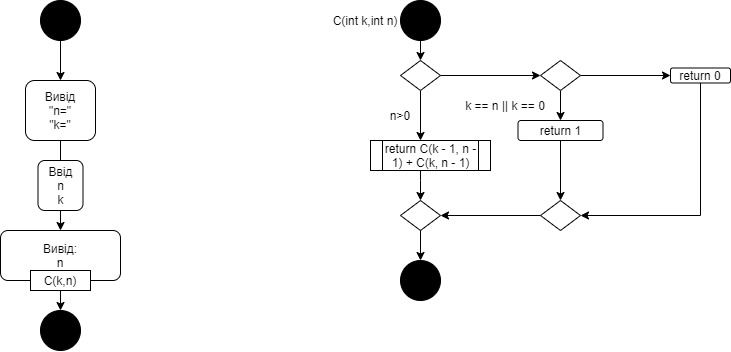 Вивід
"n="
"k="
Ввід
n
k
Вивід:
n
C(k,n)
C(int k,int n)
n>0
k == n || k == 0
return 0
return 1
return C(k - 1, n -
1) + C(k, n - 1)